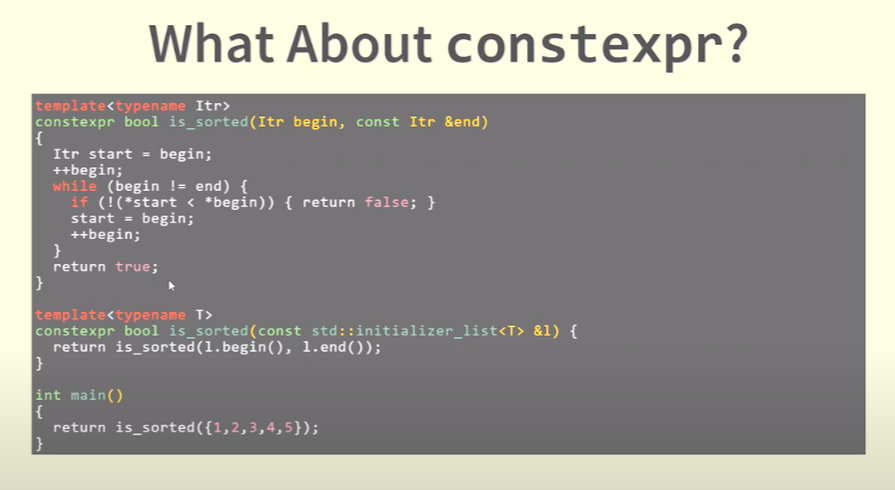 What About constexpr?
template<typename Itr>
constexpr bool is_sorted(Itr begin, const Itr &end)
{
  Itr start = begin;
  ++begin;
  while (begin != end) {
    if (!(*start < *begin)) { return false; }
    start = begin;
    ++begin;
  }
  return true;
}

template<typename T>
constexpr bool is_sorted(const std::initializer_list<T> &l) {
  return is_sorted(l.begin(), l.end());
}

int main()
{
  return is_sorted({1,2,3,4,5});
}